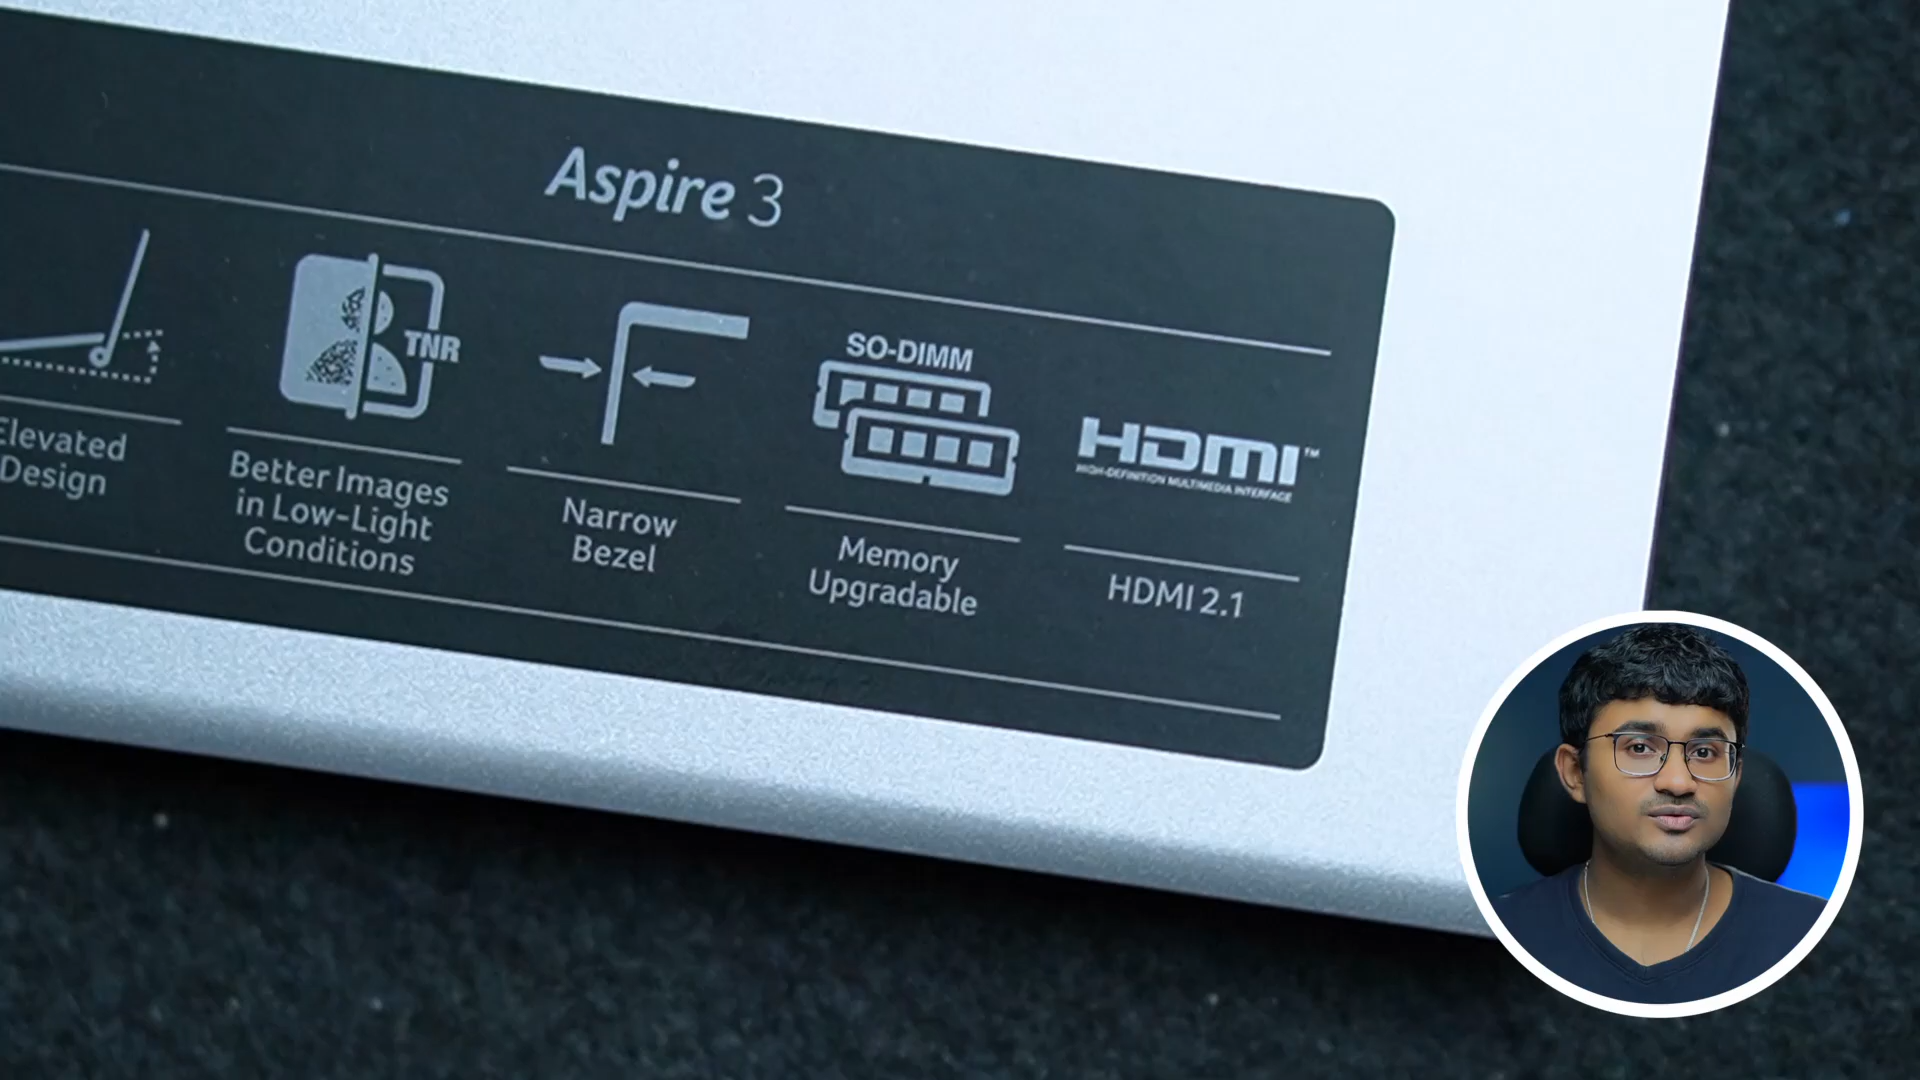 Aspire 3
TNR
SO-DIMM
HDMI™
HIGH-DEFINITION MULTIMEDIA INTERFACE
Elevated
Design
Better Images
in Low-Light
Conditions
Narrow
Bezel
Memory
Upgradable
HDMI 2.1